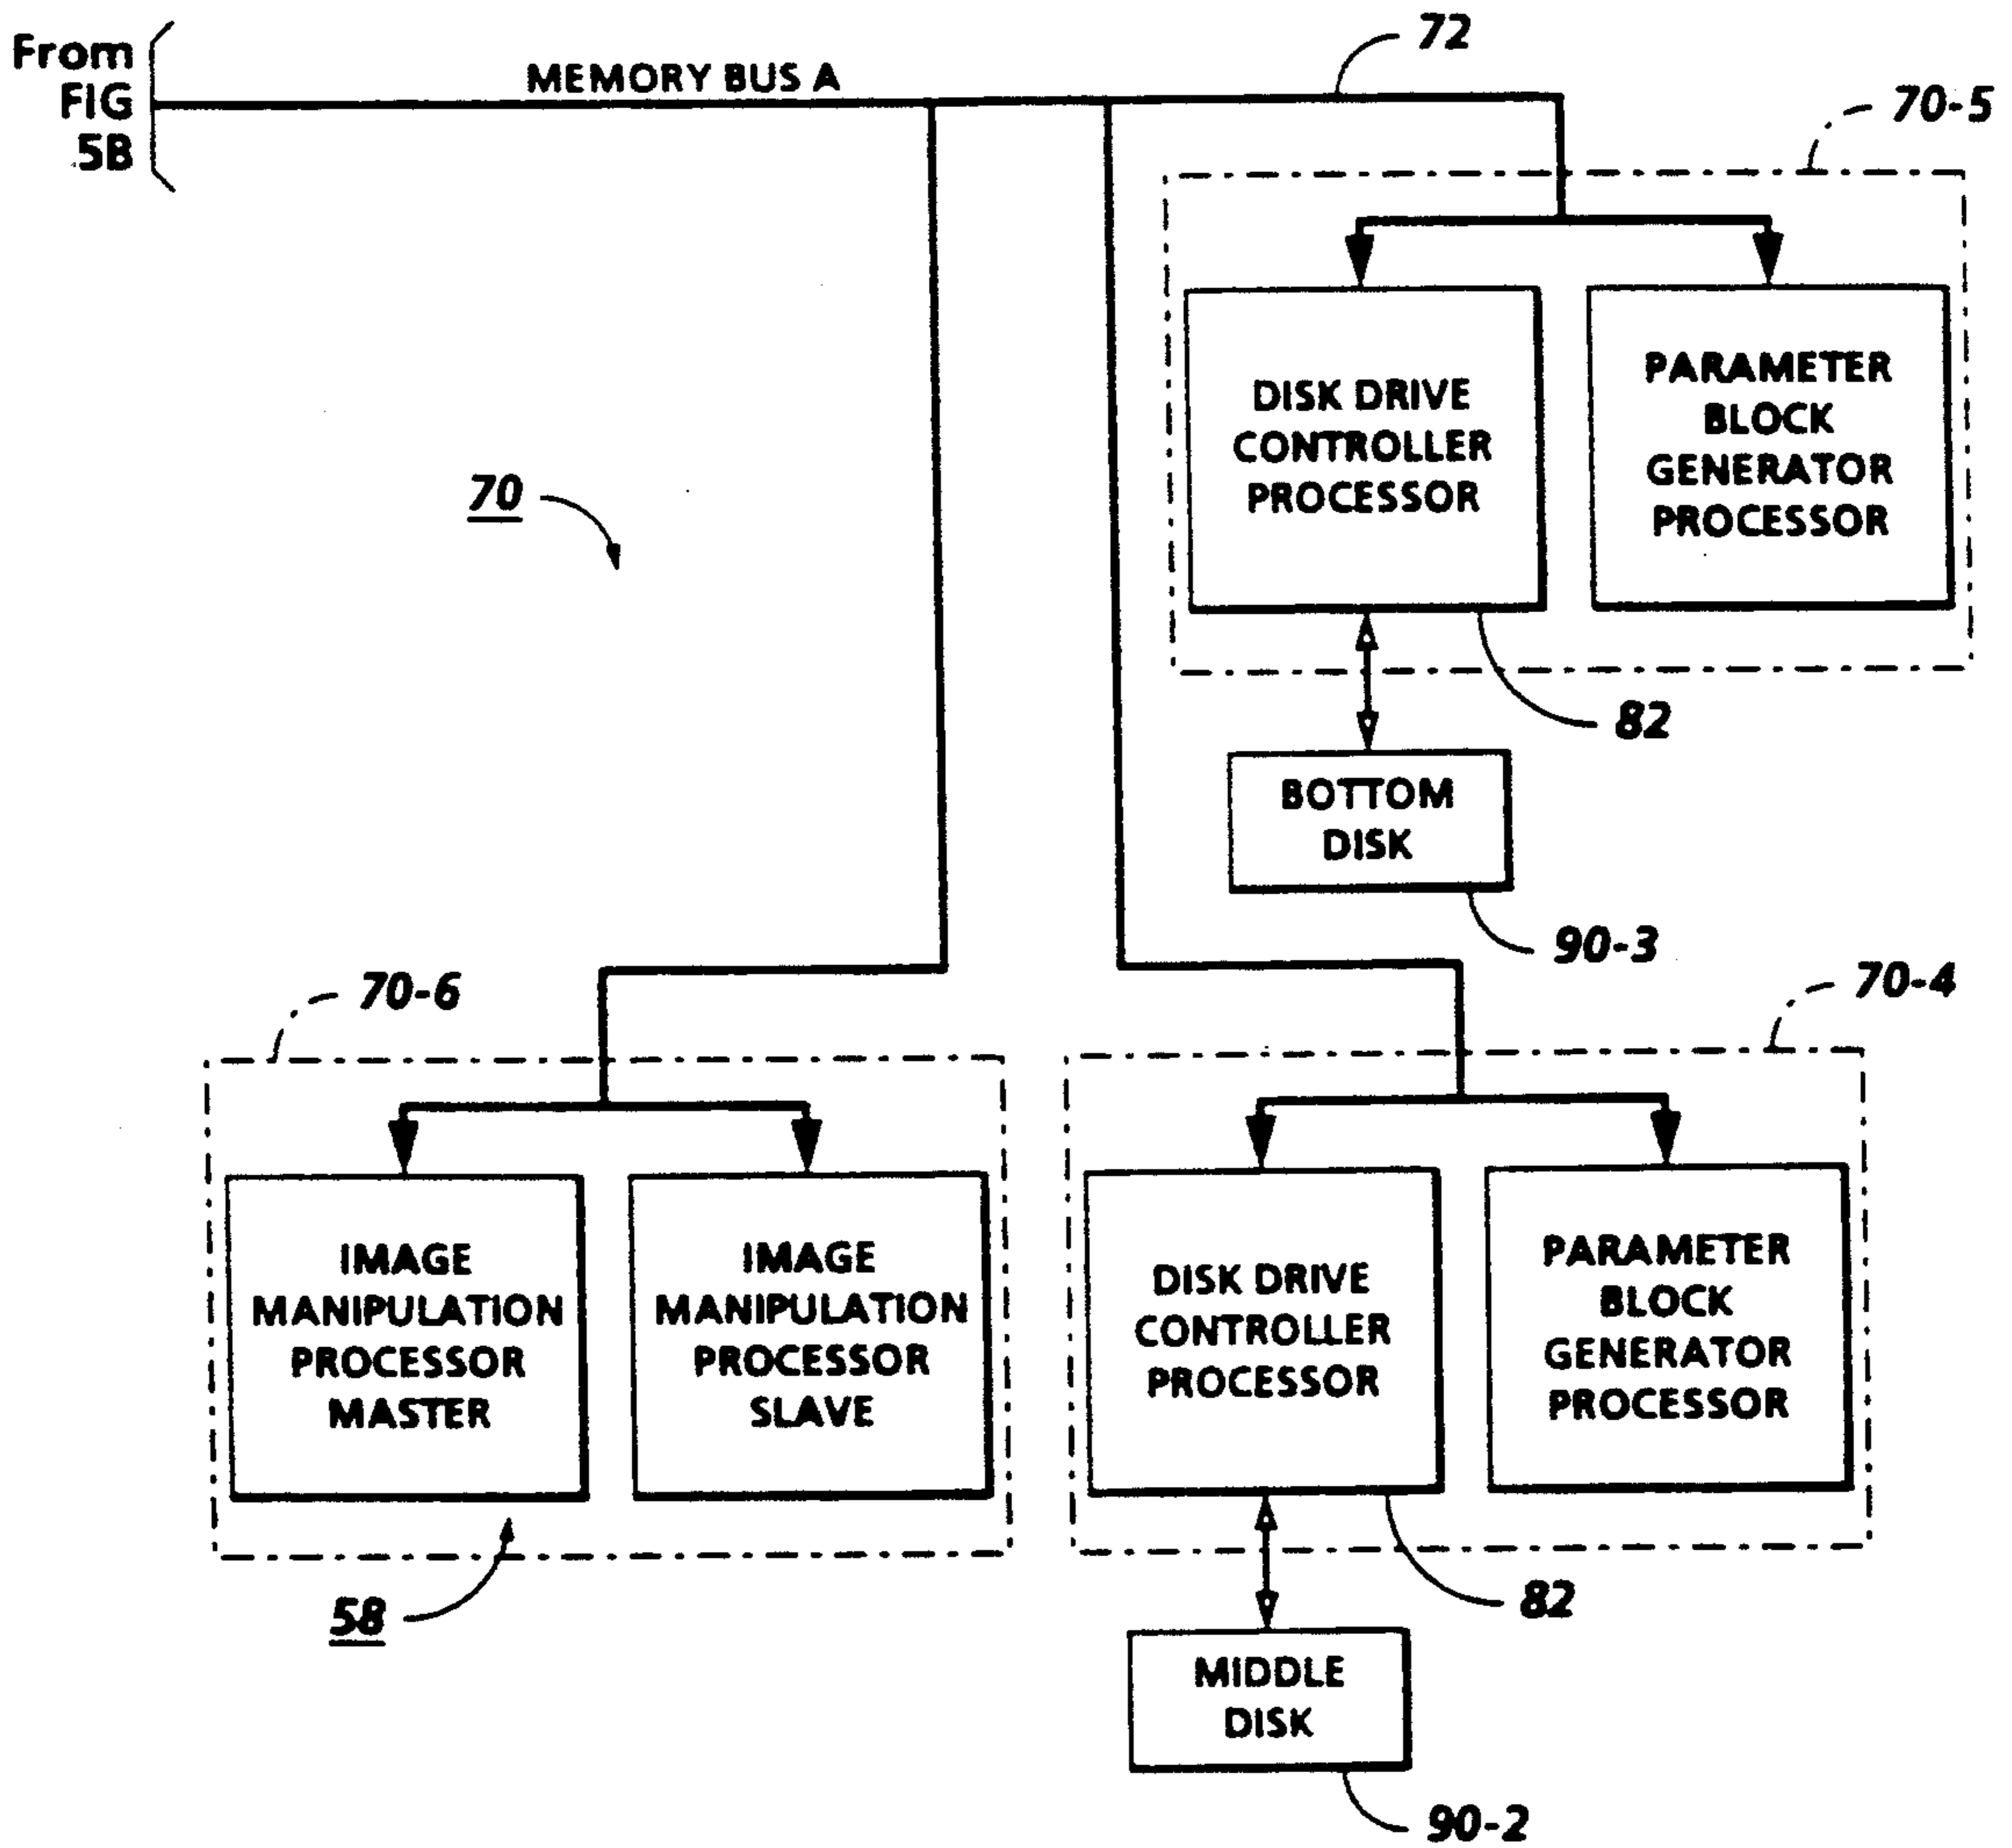 From
FIG
5B
MEMORY BUS A
72
70-5
DISK DRIVE
CONTROLLER
PROCESSOR
PARAMETER
BLOCK
GENERATOR
PROCESSOR
70
82
BOTTOM
DISK
90-3
70-6
70-4
IMAGE
MANIPULATION
PROCESSOR
MASTER
IMAGE
MANIPULATION
PROCESSOR
SLAVE
DISK DRIVE
CONTROLLER
PROCESSOR
PARAMETER
BLOCK
GENERATOR
PROCESSOR
58
82
MIDDLE
DISK
90-2